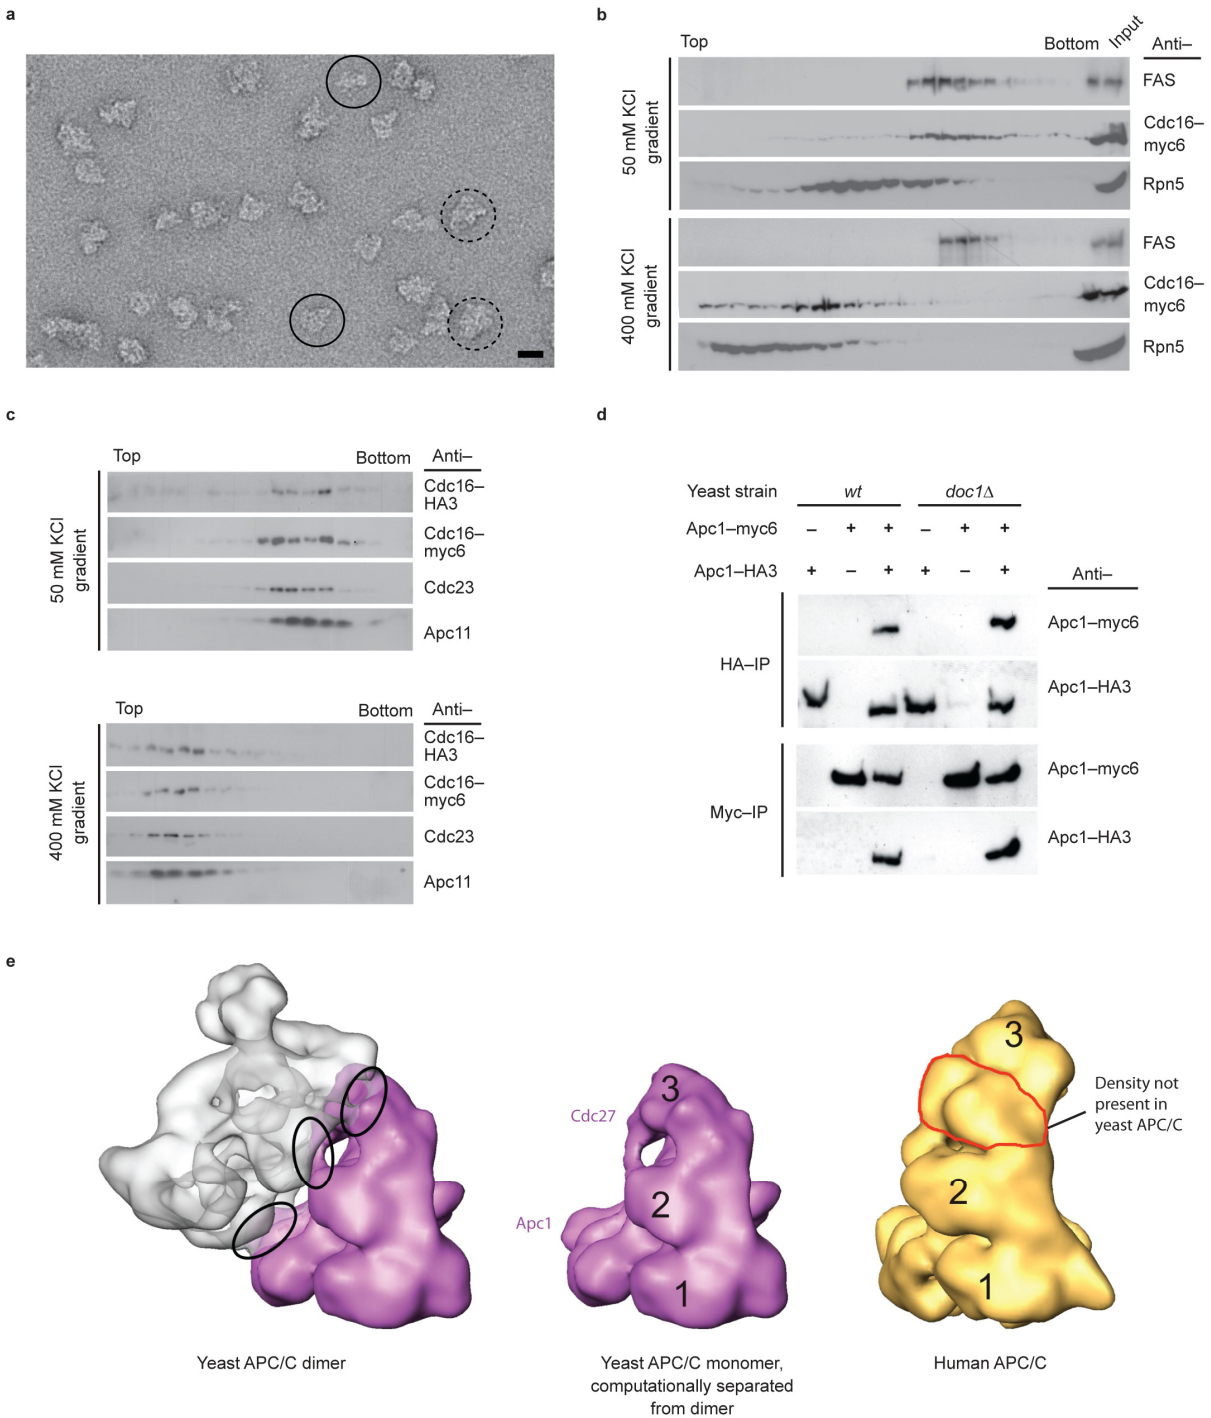 a
b
Top
Bottom
Input
Anti–
50 mM KCl
gradient
FAS
Cdc16–
myc6
Rpn5
400 mM KCl
gradient
FAS
Cdc16–
myc6
Rpn5
c
Top
Bottom
Anti–
50 mM KCl
gradient
Cdc16–
HA3
Cdc16–
myc6
Cdc23
Apc11
Top
Bottom
Anti–
400 mM KCl
gradient
Cdc16–
HA3
Cdc16–
myc6
Cdc23
Apc11
d
Yeast strain wt doc1Δ
Apc1–myc6 – + + – + +
Apc1–HA3 + – + + – +
Anti–
HA–IP
Apc1–myc6
Apc1–HA3
Myc–IP
Apc1–myc6
Apc1–HA3
e
Yeast APC/C dimer
Cdc27
Apc1
3
2
1
Yeast APC/C monomer,
computationally separated
from dimer
3
2
1
Density not
present in
yeast APC/C
Human APC/C